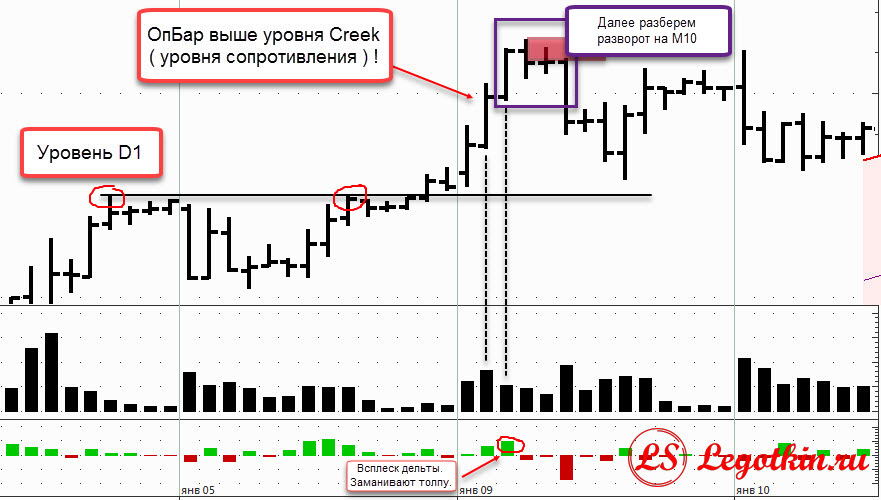 ОпБар выше уровня Creek
( уровня сопротивления ) !
Далее разберем
разворот на М10
Уровень D1
Всплеск дельты.
Заманивают толпу.
LS Legotkin.ru
янв 05
янв 09
янв 10